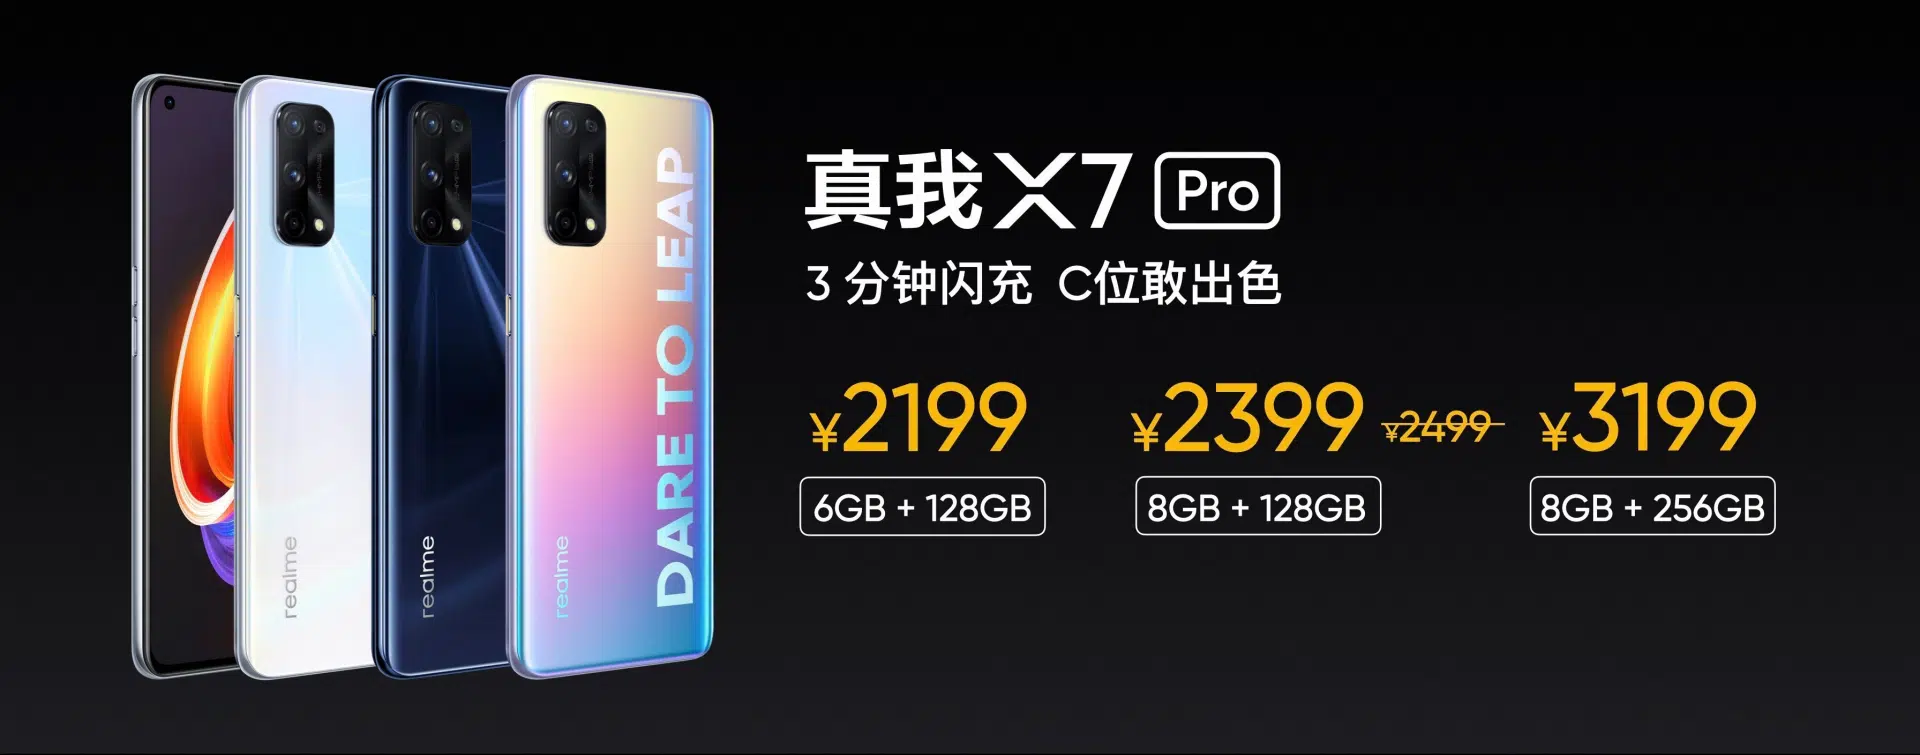 真我X7 Pro
3 分钟闪充 C位敢出色
¥2199 ¥2399 ¥2499 ¥3199
6GB + 128GB 8GB + 128GB 8GB + 256GB
realme
realme
realme
DARE TO LEAP